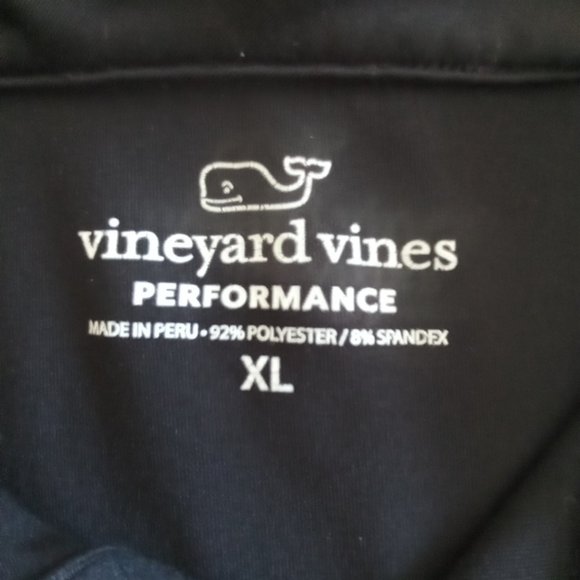 vineyard vines
PERFORMANCE
MADE IN PERU • 92% POLYESTER / 8% SPANDEX
XL